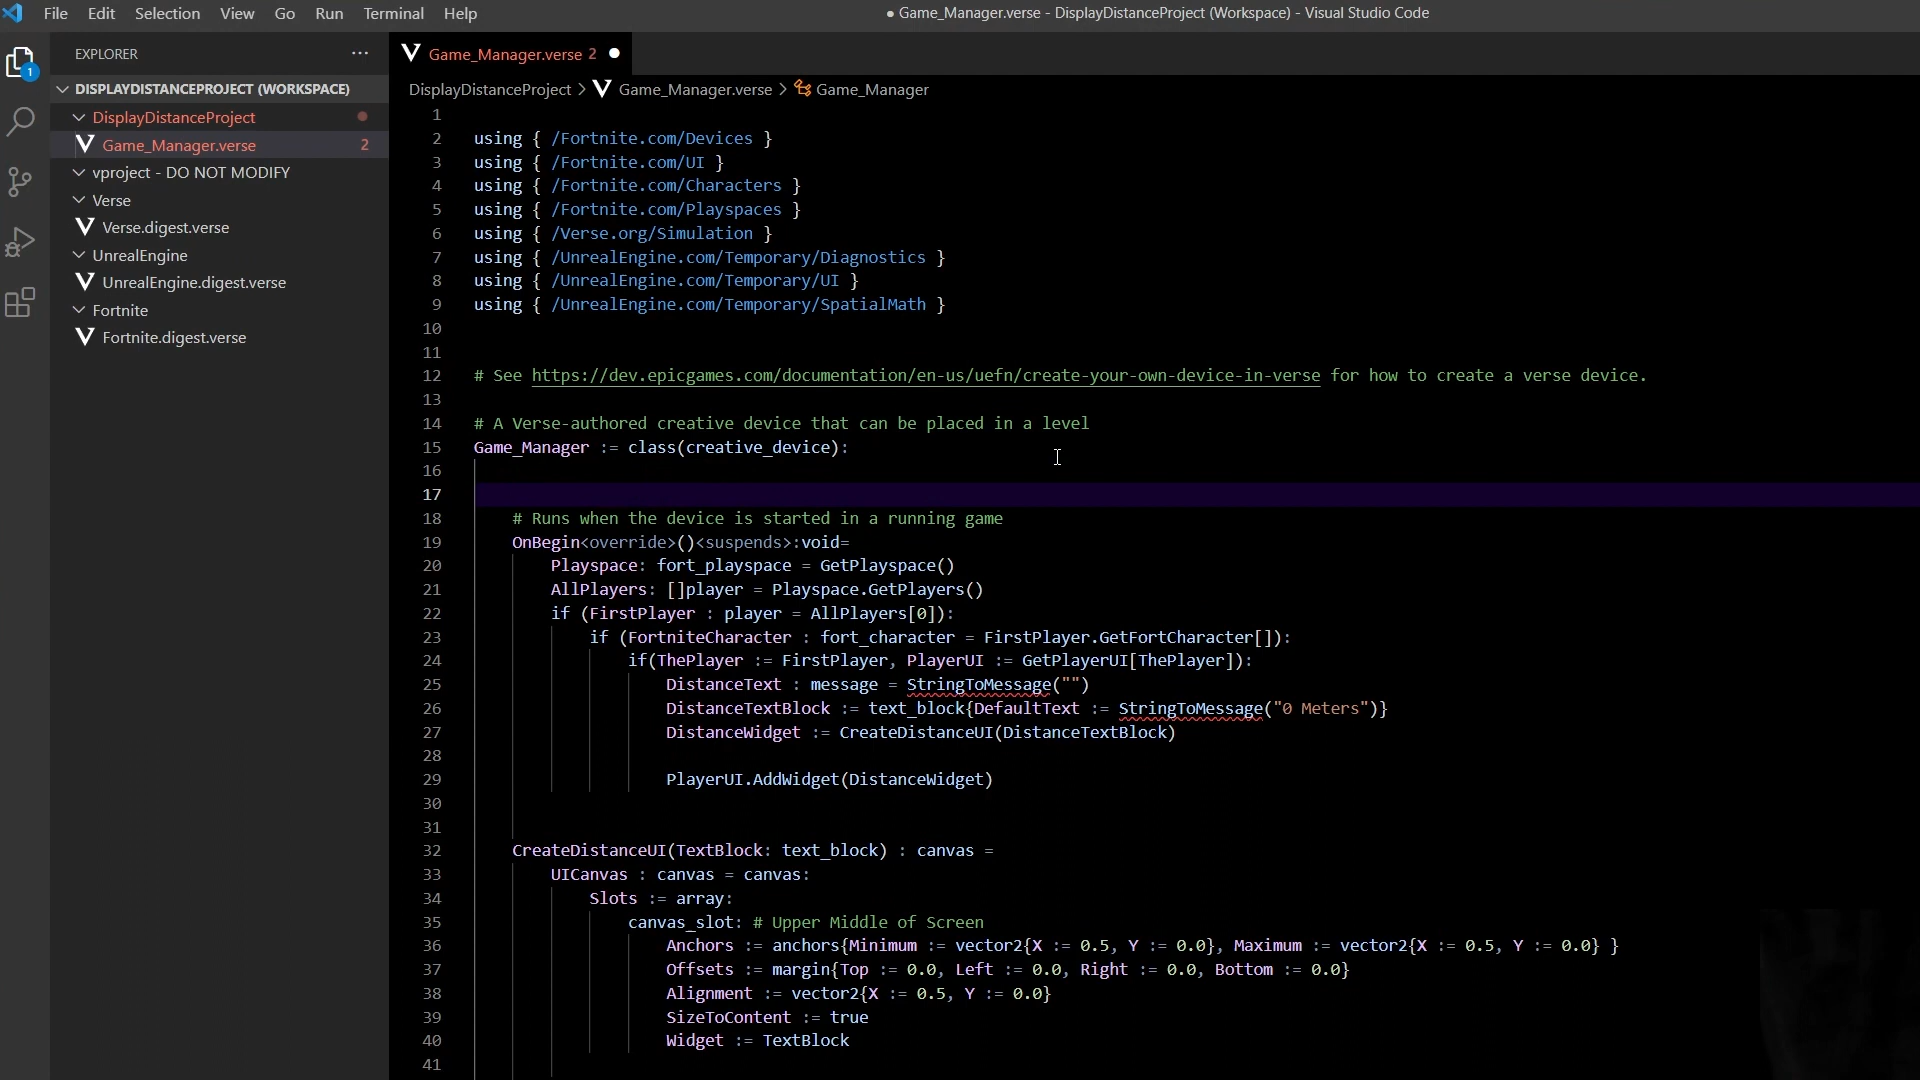 File Edit Selection View Go Run Terminal Help
● Game_Manager.verse - DisplayDistanceProject (Workspace) - Visual Studio Code
EXPLORER ···
1
DISPLAYDISTANCEPROJECT (WORKSPACE)
DisplayDistanceProject
Game_Manager.verse 2
vproject - DO NOT MODIFY
Verse
Verse.digest.verse
UnrealEngine
UnrealEngine.digest.verse
Fortnite
Fortnite.digest.verse
Game_Manager.verse 2 ●
DisplayDistanceProject > Game_Manager.verse > Game_Manager
1
2 using { /Fortnite.com/Devices }
3 using { /Fortnite.com/UI }
4 using { /Fortnite.com/Characters }
5 using { /Fortnite.com/Playspaces }
6 using { /Verse.org/Simulation }
7 using { /UnrealEngine.com/Temporary/Diagnostics }
8 using { /UnrealEngine.com/Temporary/UI }
9 using { /UnrealEngine.com/Temporary/SpatialMath }
10
11
12 # See https://dev.epicgames.com/documentation/en-us/uefn/create-your-own-device-in-verse for how to create a verse device.
13
14 # A Verse-authored creative device that can be placed in a level
15 Game_Manager := class(creative_device):
16
17
18 # Runs when the device is started in a running game
19 OnBegin<override>()<suspends>:void=
20 Playspace: fort_playspace = GetPlayspace()
21 AllPlayers: []player = Playspace.GetPlayers()
22 if (FirstPlayer : player = AllPlayers[0]):
23 if (FortniteCharacter : fort_character = FirstPlayer.GetFortCharacter[]):
24 if(ThePlayer := FirstPlayer, PlayerUI := GetPlayerUI[ThePlayer]):
25 DistanceText : message = StringToMessage("")
26 DistanceTextBlock := text_block{DefaultText := StringToMessage("0 Meters")}
27 DistanceWidget := CreateDistanceUI(DistanceTextBlock)
28
29 PlayerUI.AddWidget(DistanceWidget)
30
31
32 CreateDistanceUI(TextBlock: text_block) : canvas =
33 UICanvas : canvas = canvas:
34 Slots := array:
35 canvas_slot: # Upper Middle of Screen
36 Anchors := anchors{Minimum := vector2{X := 0.5, Y := 0.0}, Maximum := vector2{X := 0.5, Y := 0.0} }
37 Offsets := margin{Top := 0.0, Left := 0.0, Right := 0.0, Bottom := 0.0}
38 Alignment := vector2{X := 0.5, Y := 0.0}
39 SizeToContent := true
40 Widget := TextBlock
41